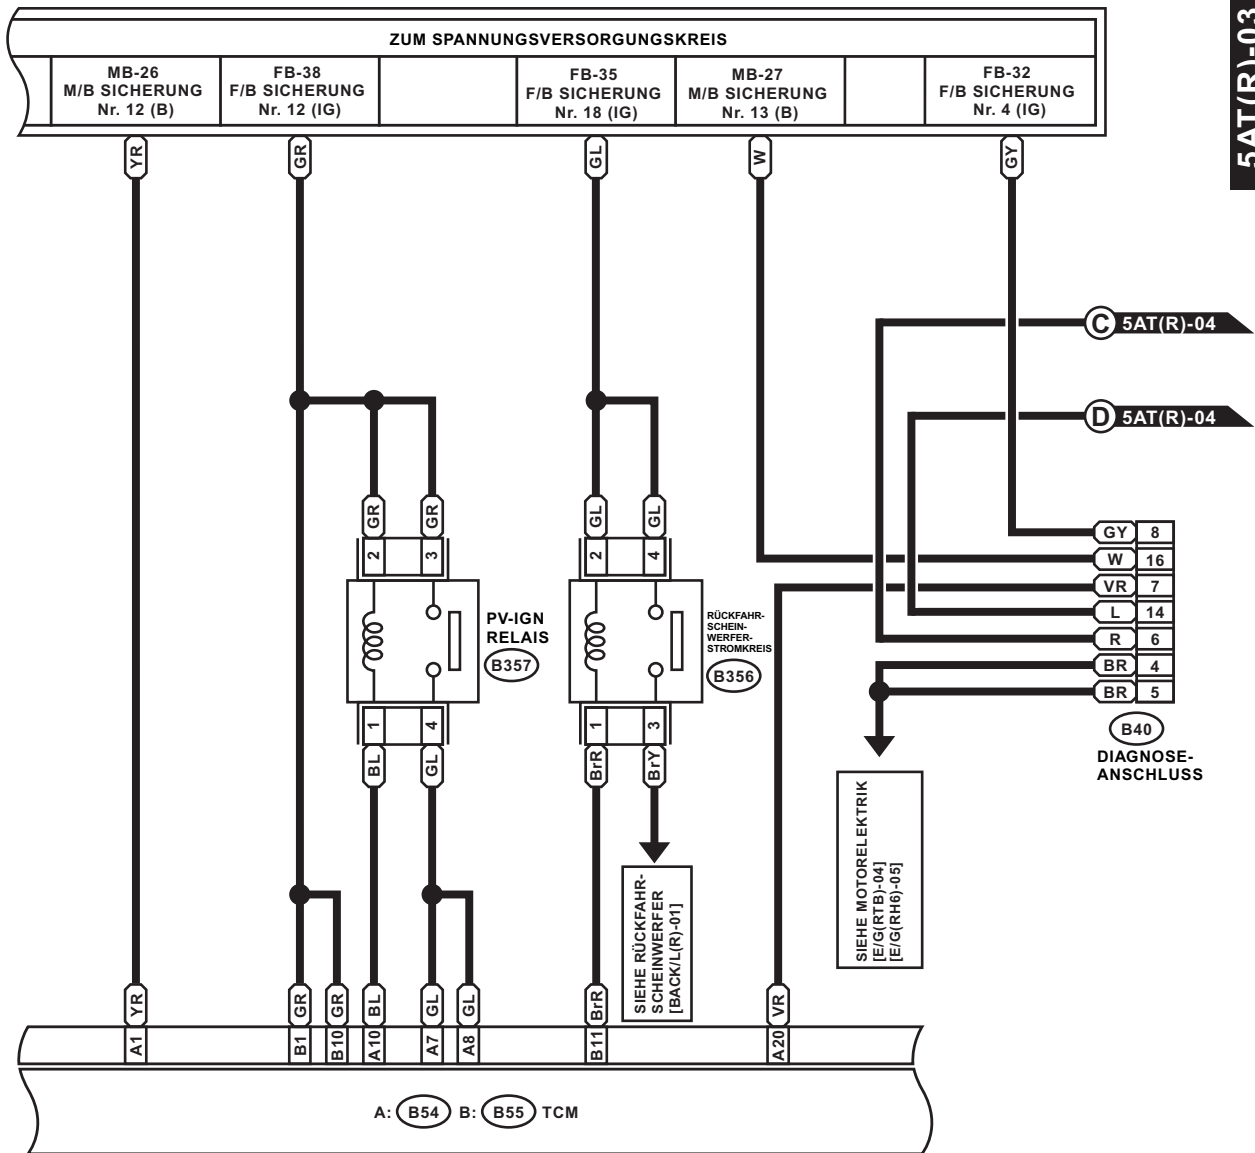 5AT(R)-03
ZUM SPANNUNGSVERSORGUNGSKREIS
MB-26
M/B SICHERUNG
Nr. 12 (B)
FB-38
F/B SICHERUNG
Nr. 12 (IG)
FB-35
F/B SICHERUNG
Nr. 18 (IG)
MB-27
M/B SICHERUNG
Nr. 13 (B)
FB-32
F/B SICHERUNG
Nr. 4 (IG)
YR
GR
GL
W
GY
C 5AT(R)-04
D 5AT(R)-04
GR
GR
GL
GL
2
3
2
4
PV-IGN
RELAIS
B357
RÜCKFAHR-
SCHEIN-
WERFER-
STROMKREIS
B356
1
4
1
3
BL
GL
BrR
BrY
GY 8
W 16
VR 7
L 14
R 6
BR 4
BR 5
B40
DIAGNOSE-
ANSCHLUSS
SIEHE MOTORELEKTRIK
[E/G(RTB)-04]
[E/G(RH6)-05]
SIEHE RÜCKFAHR-
SCHEINWERFER
[BACK/L(R)-01]
YR
GR
GR
BL
GL
GL
BrR
VR
A1
B1
B10
A10
A7
A8
B11
A20
A: B54 B: B55 TCM